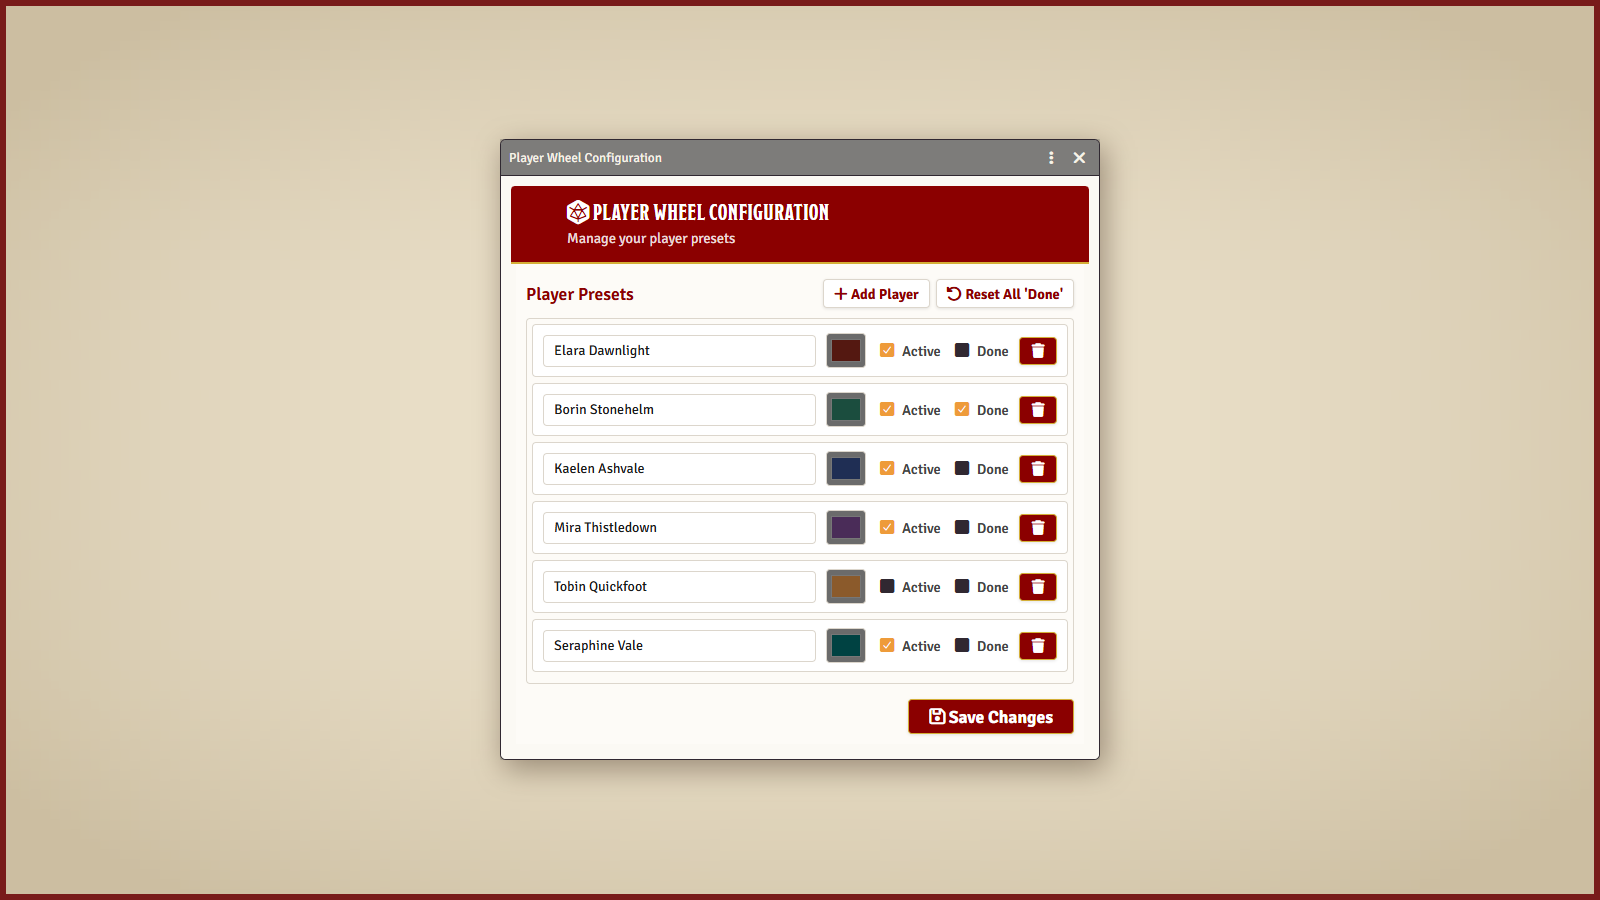 Player Wheel Configuration
PLAYER WHEEL CONFIGURATION
Manage your player presets
Player Presets
Add Player
Reset All 'Done'
Elara Dawnlight Active Done
Borin Stonehelm Active Done
Kaelen Ashvale Active Done
Mira Thistledown Active Done
Tobin Quickfoot Active Done
Seraphine Vale Active Done
Save Changes